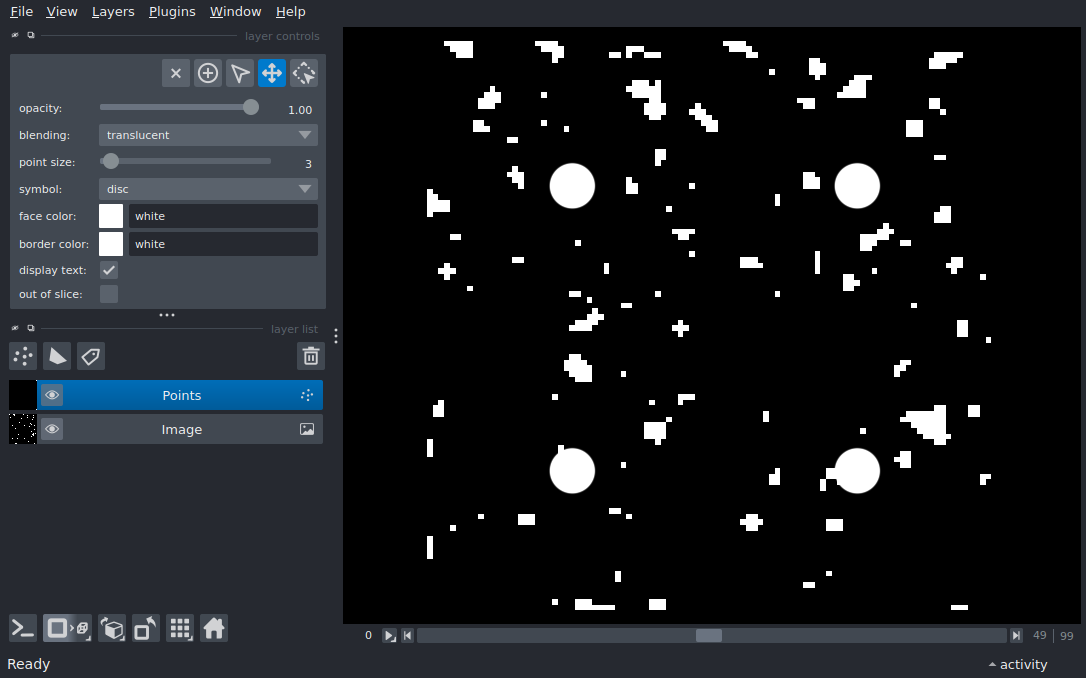 File View Layers Plugins Window Help
layer controls
opacity: 1.00
blending: translucent
point size: 3
symbol: disc
face color: white
border color: white
display text:
out of slice:
layer list
Points
Image
0 49 99
Ready activity